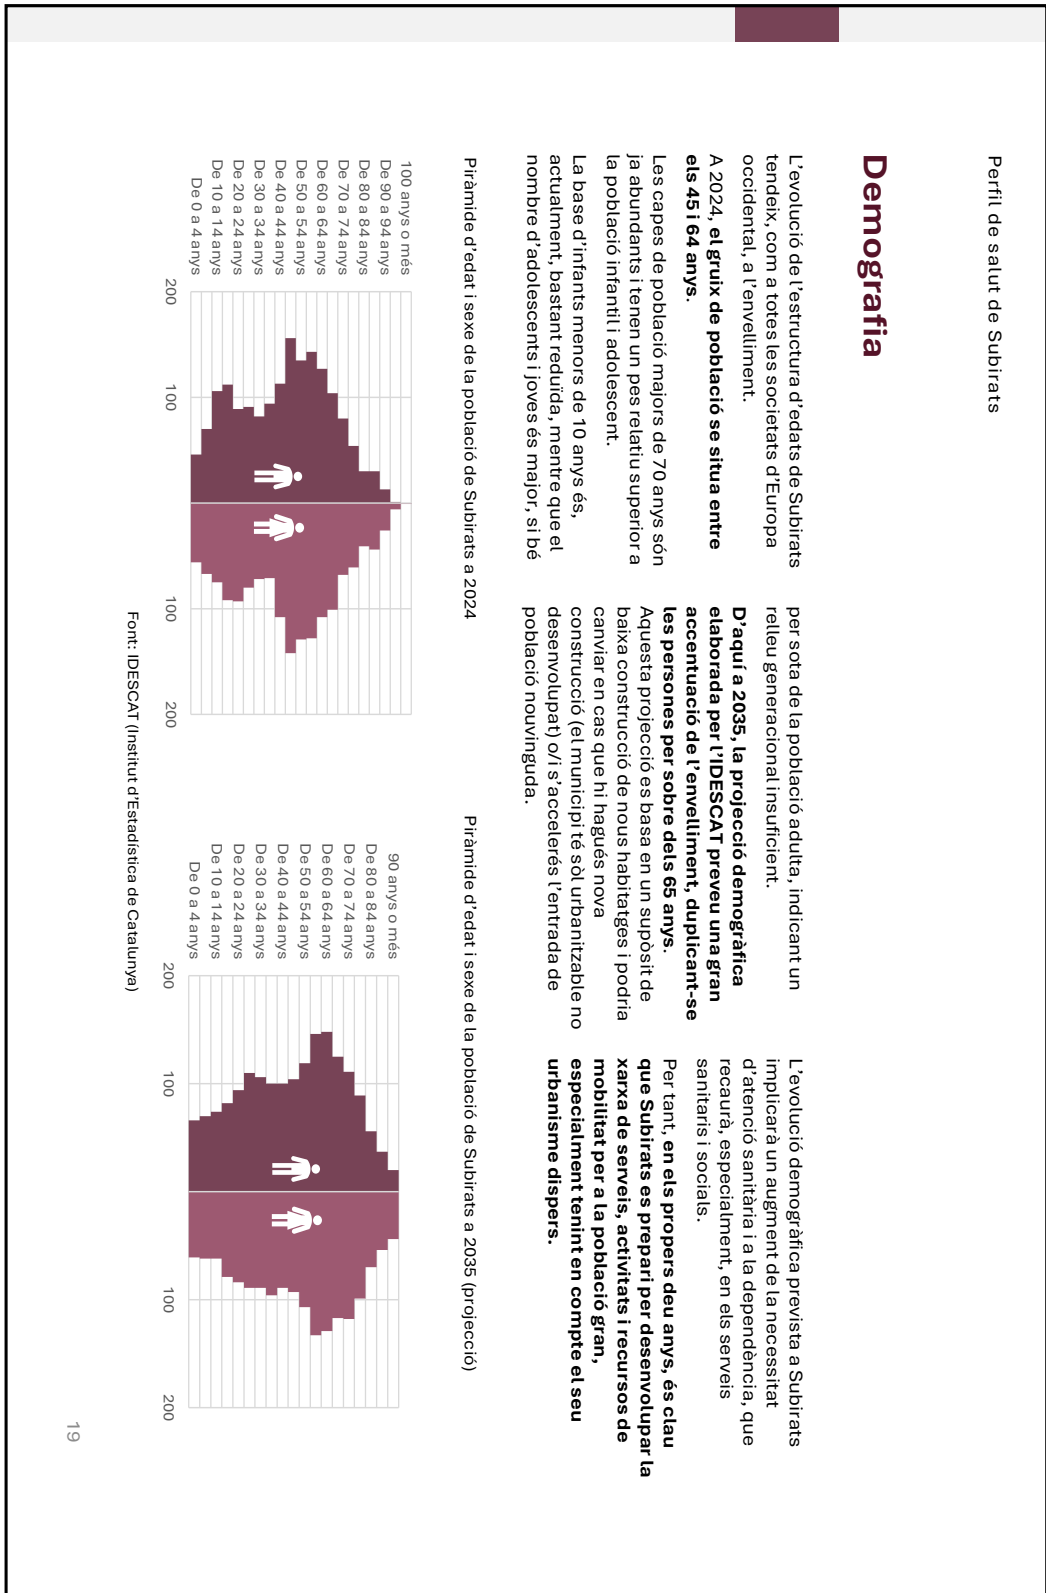 Perfil de salut de Subirats
Demografia
L’evolució de l’estructura d’edats de Subirats
tendeix, com a totes les societats d’Europa
occidental, a l’envelliment.
A 2024, el gruix de població se situa entre
els 45 i 64 anys.
Les capes de població majors de 70 anys són
ja abundants i tenen un pes relatiu superior a
la població infantil i adolescent.
La base d’infants menors de 10 anys és,
actualment, bastant reduïda, mentre que el
nombre d’adolescents i joves és major, si bé
per sota de la població adulta, indicant un
relleu generacional insuficient.
D’aquí a 2035, la projecció demogràfica
elaborada per l’IDESCAT preveu una gran
accentuació de l’envelliment, duplicant-se
les persones per sobre dels 65 anys.
Aquesta projecció es basa en un supòsit de
baixa construcció de nous habitatges i podria
canviar en cas que hi hagués nova
construcció (el municipi té sòl urbanitzable no
desenvolupat) o/i s’accelerés l’entrada de
població nouvinguda.
L’evolució demogràfica prevista a Subirats
implicarà un augment de la necessitat
d’atenció sanitària i a la dependència, que
recaurà, especialment, en els serveis
sanitaris i socials.
Per tant, en els propers deu anys, és clau
que Subirats es prepari per desenvolupar la
xarxa de serveis, activitats i recursos de
mobilitat per a la població gran,
especialment tenint en compte el seu
urbanisme dispers.
Piràmide d’edat i sexe de la població de Subirats a 2024
100 anys o més
De 90 a 94 anys
De 80 a 84 anys
De 70 a 74 anys
De 60 a 64 anys
De 50 a 54 anys
De 40 a 44 anys
De 30 a 34 anys
De 20 a 24 anys
De 10 a 14 anys
De 0 a 4 anys
200 100 100 200
Piràmide d’edat i sexe de la població de Subirats a 2035 (projecció)
90 anys o més
De 80 a 84 anys
De 70 a 74 anys
De 60 a 64 anys
De 50 a 54 anys
De 40 a 44 anys
De 30 a 34 anys
De 20 a 24 anys
De 10 a 14 anys
De 0 a 4 anys
200 100 100 200
Font: IDESCAT (Institut d’Estadística de Catalunya)
19